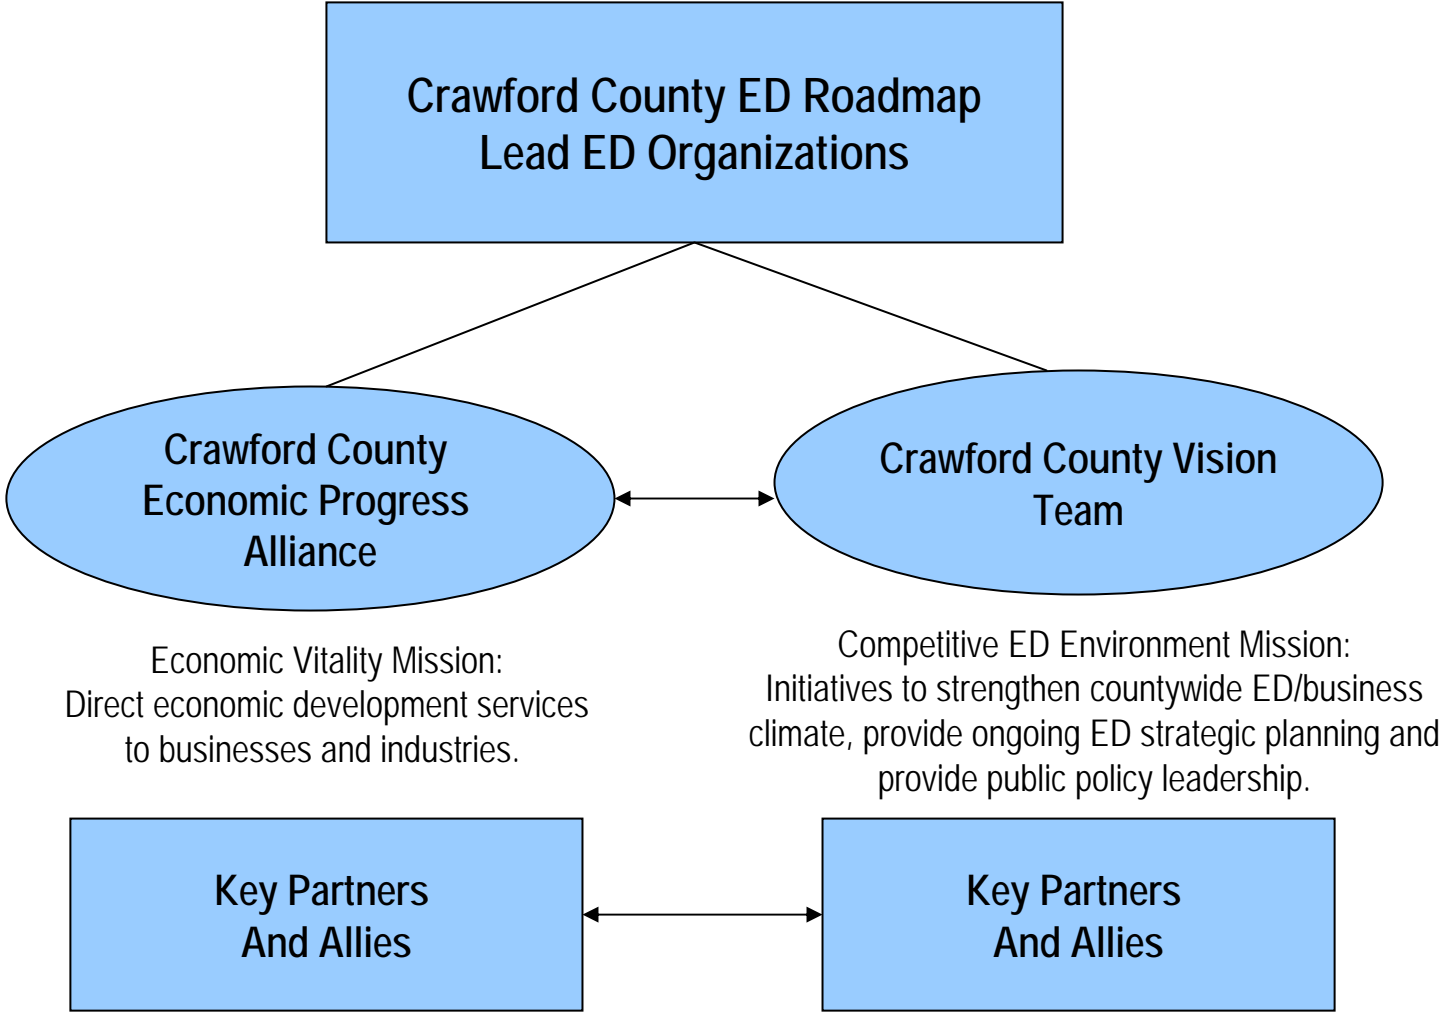 Crawford County ED Roadmap
Lead ED Organizations
Crawford County
Economic Progress
Alliance
Crawford County Vision
Team
Economic Vitality Mission:
Direct economic development services
to businesses and industries.
Competitive ED Environment Mission:
Initiatives to strengthen countywide ED/business
climate, provide ongoing ED strategic planning and
provide public policy leadership.
Key Partners
And Allies
Key Partners
And Allies